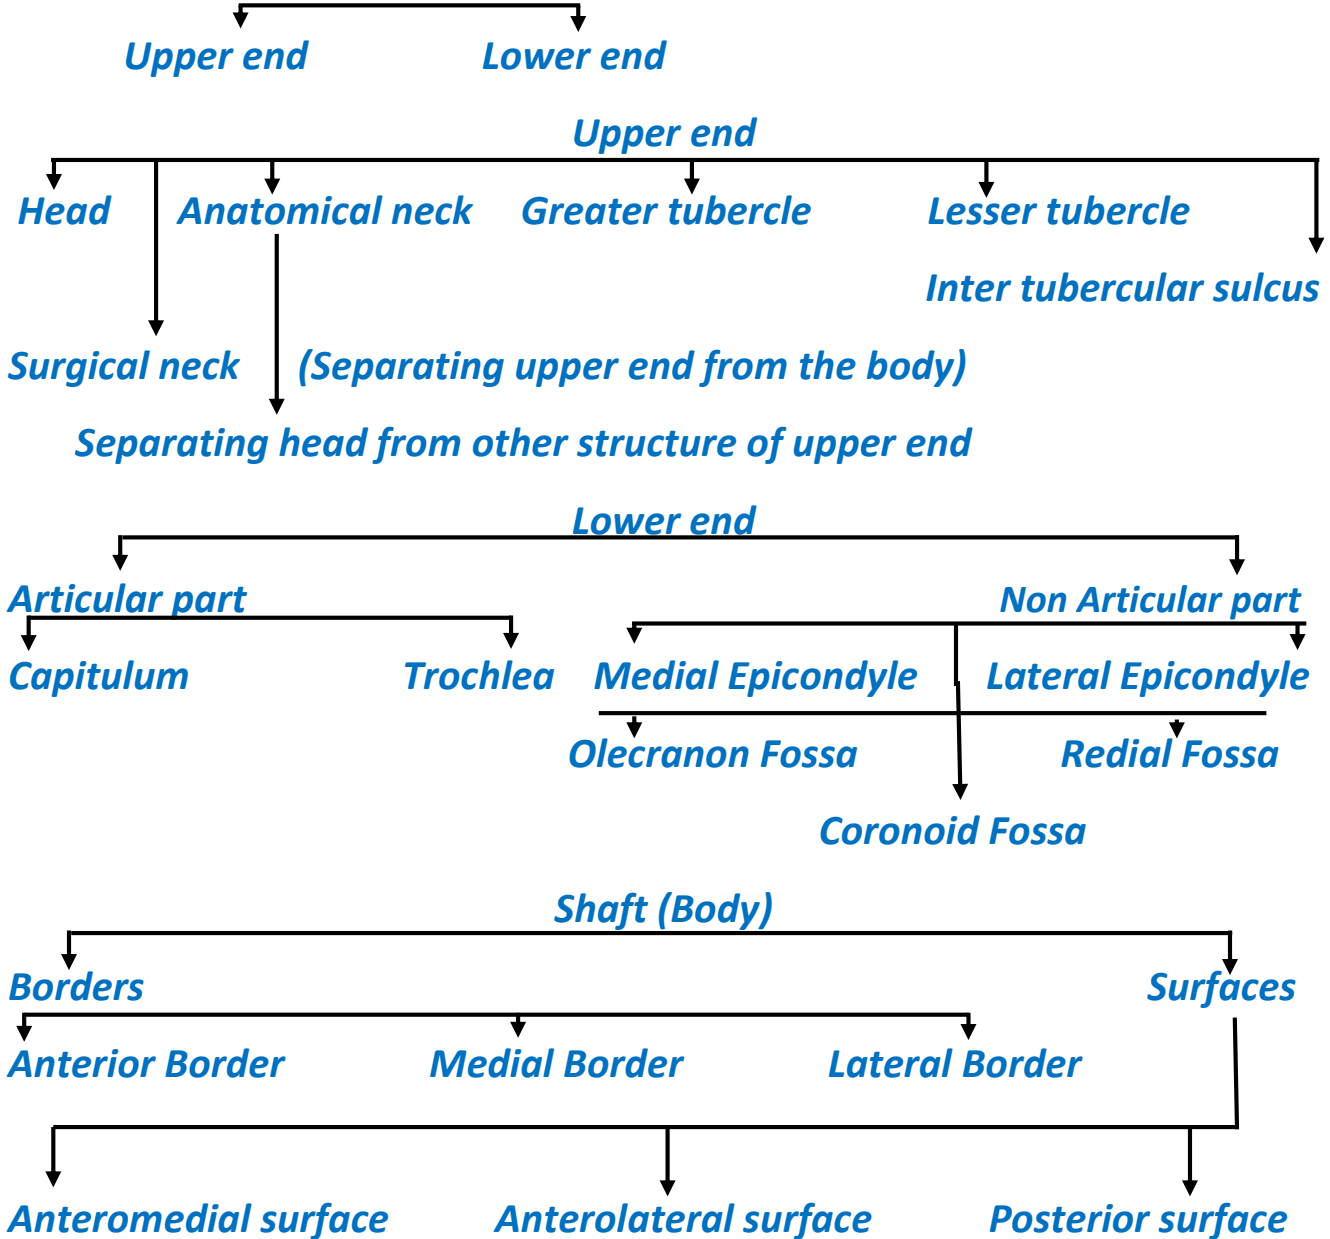 Upper end Lower end
Upper end
Head Anatomical neck Greater tubercle Lesser tubercle
Inter tubercular sulcus
Surgical neck (Separating upper end from the body)
Separating head from other structure of upper end
Lower end
Articular part Non Articular part
Capitulum Trochlea Medial Epicondyle Lateral Epicondyle
Olecranon Fossa Redial Fossa
Coronoid Fossa
Shaft (Body)
Borders Surfaces
Anterior Border Medial Border Lateral Border
Anteromedial surface Anterolateral surface Posterior surface